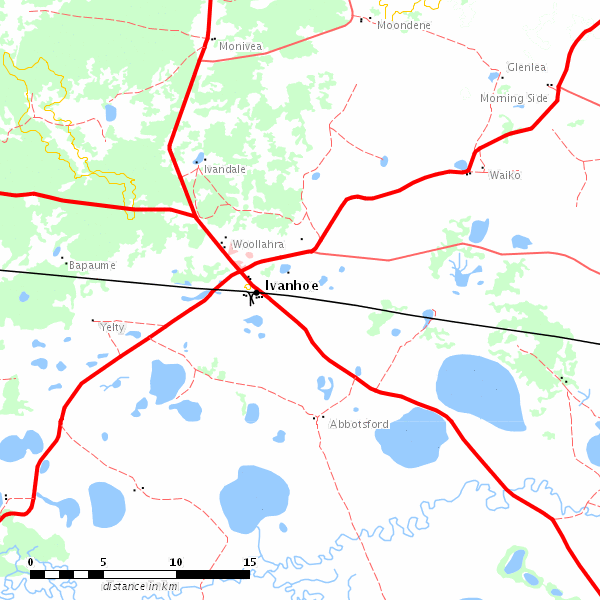 Moondene
Monivea
Glenlea
Morning Side
Ivandale
Waiko
Woollahra
Bapaume
Ivanhoe
Yelty
Abbotsford
0 5 10 15
distance in km